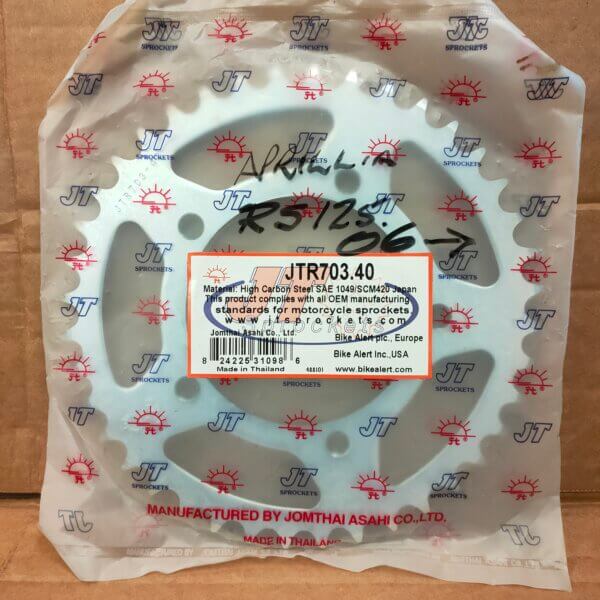 JT
SPROCKETS
JTR703
APRILLIA
RS125.
06→
JTR703.40
Material: High Carbon Steel SAE 1049/SCM420 Japan
This product complies with all OEM manufacturing
standards for motorcycle sprockets
www.jtsprockets.com
Jomthai Asahi Co., Ltd.
Bike Alert plc., Europe
8 24225 31098 6
Bike Alert Inc.,USA
Made in Thailand
488101
www.bikealert.com
MANUFACTURED BY JOMTHAI ASAHI CO.,LTD.
MADE IN THAILAND